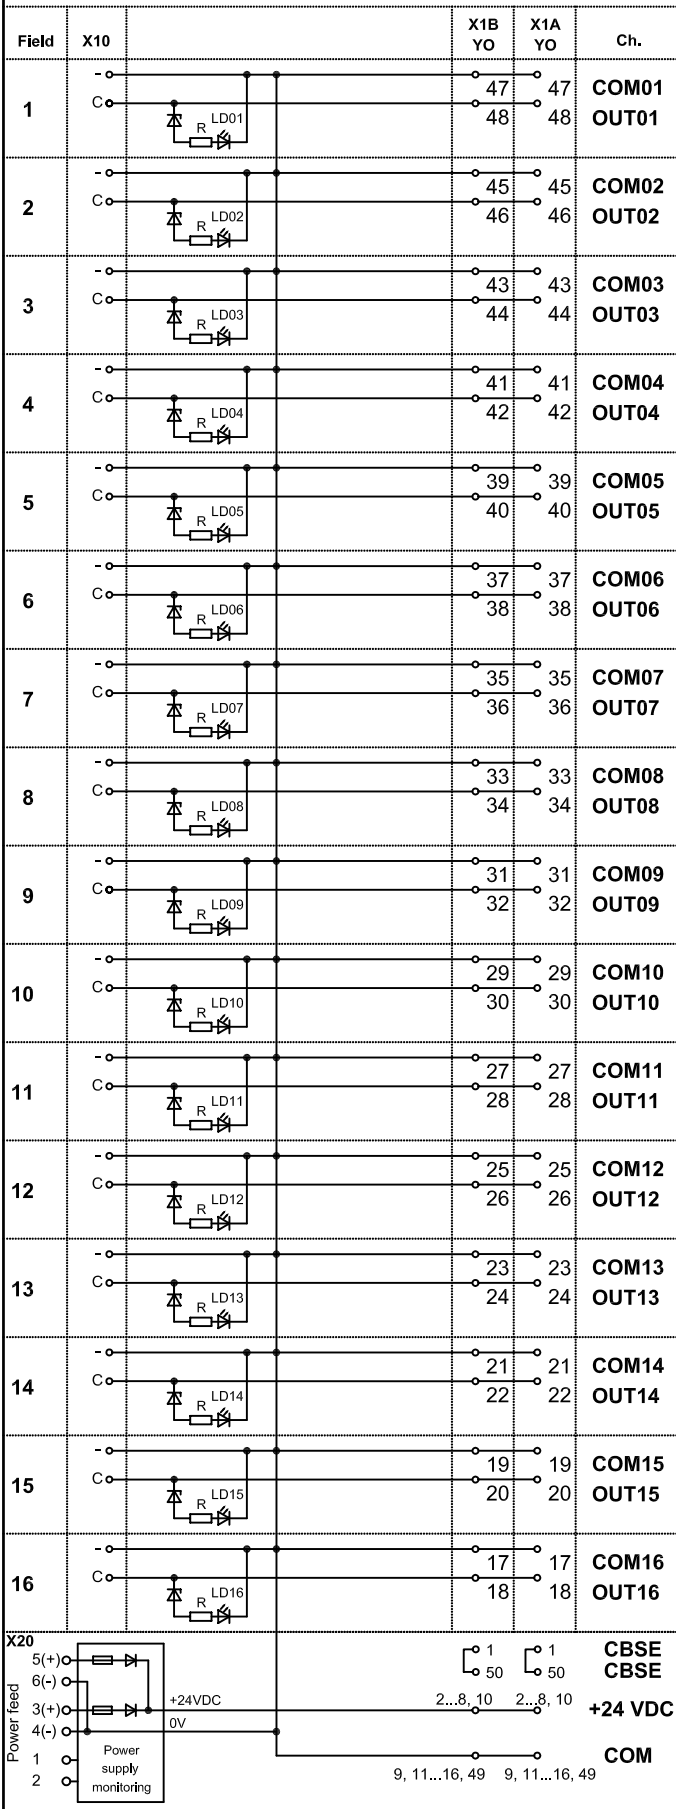 Field X10 X1B YO X1A YO Ch.
- 47 47 COM01
1 C R LD01 48 48 OUT01
- 45 45 COM02
2 C R LD02 46 46 OUT02
- 43 43 COM03
3 C R LD03 44 44 OUT03
- 41 41 COM04
4 C R LD04 42 42 OUT04
- 39 39 COM05
5 C R LD05 40 40 OUT05
- 37 37 COM06
6 C R LD06 38 38 OUT06
- 35 35 COM07
7 C R LD07 36 36 OUT07
- 33 33 COM08
8 C R LD08 34 34 OUT08
- 31 31 COM09
9 C R LD09 32 32 OUT09
- 29 29 COM10
10 C R LD10 30 30 OUT10
- 27 27 COM11
11 C R LD11 28 28 OUT11
- 25 25 COM12
12 C R LD12 26 26 OUT12
- 23 23 COM13
13 C R LD13 24 24 OUT13
- 21 21 COM14
14 C R LD14 22 22 OUT14
- 19 19 COM15
15 C R LD15 20 20 OUT15
- 17 17 COM16
16 C R LD16 18 18 OUT16
X20
Power feed
5(+) 1 1 CBSE
6(-) 50 50 CBSE
3(+) +24VDC 2...8, 10 2...8, 10 +24 VDC
4(-) 0V
1 Power supply monitoring COM
2 9, 11...16, 49 9, 11...16, 49